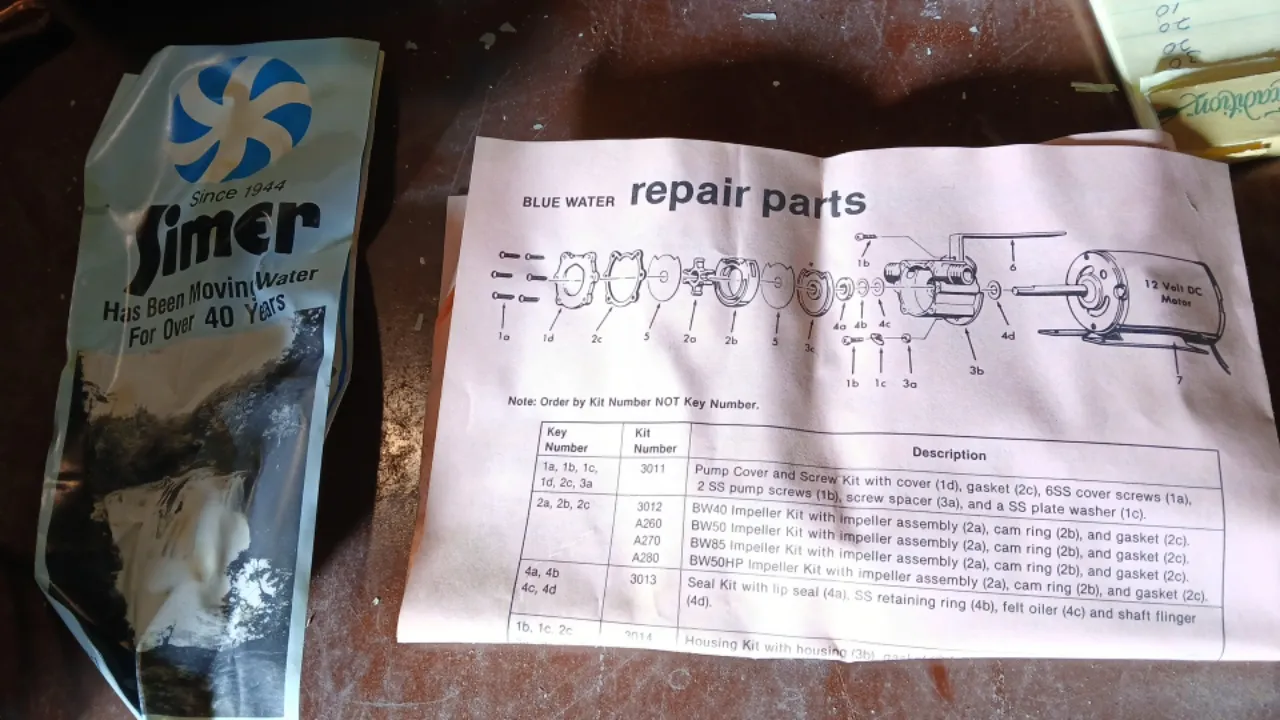 Since 1944
Simer
Has Been Moving Water
For Over 40 Years
BLUE WATER repair parts
1b
6
12 Volt DC
Motor
4a 4b 4c
4d
1a 1d 2c 5 2a 2b 5 3c
1b 1c 3a
3b
7
Note: Order by Kit Number NOT Key Number.
Key
Number
Kit
Number
Description
1a, 1b, 1c,
1d, 2c, 3a
3011
Pump Cover and Screw Kit with cover (1d), gasket (2c), 6SS cover screws (1a),
2 SS pump screws (1b), screw spacer (3a), and a SS plate washer (1c).
2a, 2b, 2c
3012
BW40 Impeller Kit with impeller assembly (2a), cam ring (2b), and gasket (2c).
A260
BW50 Impeller Kit with impeller assembly (2a), cam ring (2b), and gasket (2c).
A270
BW85 Impeller Kit with impeller assembly (2a), cam ring (2b), and gasket (2c).
A280
BW50HP Impeller Kit with impeller assembly (2a), cam ring (2b), and gasket (2c).
4a, 4b
4c, 4d
3013
Seal Kit with lip seal (4a), SS retaining ring (4b), felt oiler (4c) and shaft flinger
(4d).
1b, 1c, 2c
3014
Housing Kit with housing (3b),
10
20
20
30